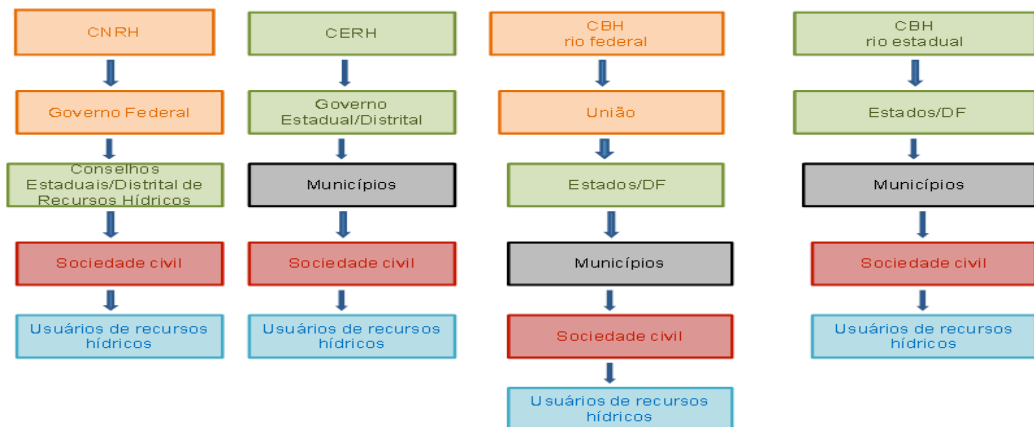 CNRH
Governo Federal
Conselhos
Estaduais/Distrital de
Recursos Hídricos
Sociedade civil
Usuários de recursos
hídricos
CERH
Governo
Estadual/Distrital
Municípios
Sociedade civil
Usuários de recursos
hídricos
CBH
rio federal
União
Estados/DF
Municípios
Sociedade civil
Usuários de recursos
hídricos
CBH
rio estadual
Estados/DF
Municípios
Sociedade civil
Usuários de recursos
hídricos